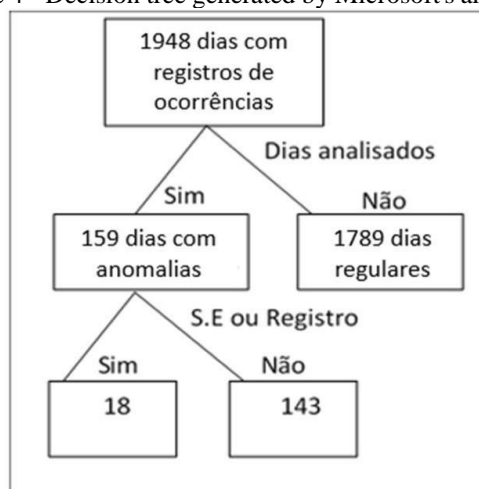 Decision tree generated by Microsoft's
1948 dias com
registros de
ocorrências
Dias analisados
Sim
Não
159 dias com
anomalias
1789 dias
regulares
S.E ou Registro
Sim
Não
18
143